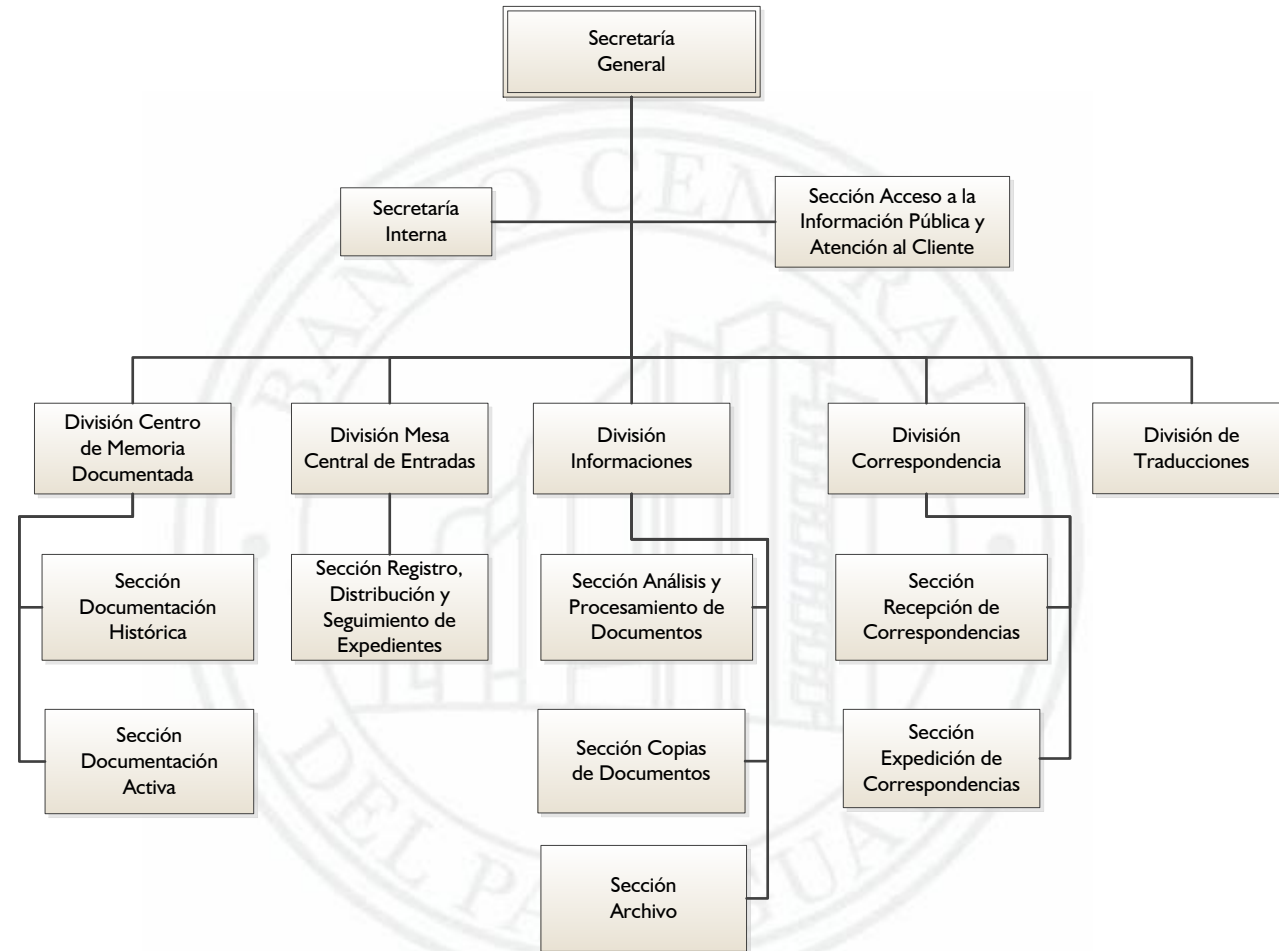 Secretaría
General
Secretaría
Interna
Sección Acceso a la
Información Pública y
Atención al Cliente
División Centro
de Memoria
Documentada
División Mesa
Central de Entradas
División
Informaciones
División
Correspondencia
División de
Traducciones
Sección
Documentación
Histórica
Sección Registro,
Distribución y
Seguimiento de
Expedientes
Sección Análisis y
Procesamiento de
Documentos
Sección
Recepción de
Correspondencias
Sección
Documentación
Activa
Sección Copias
de Documentos
Sección
Expedición de
Correspondencias
Sección
Archivo
BANCO CENTRAL
DEL